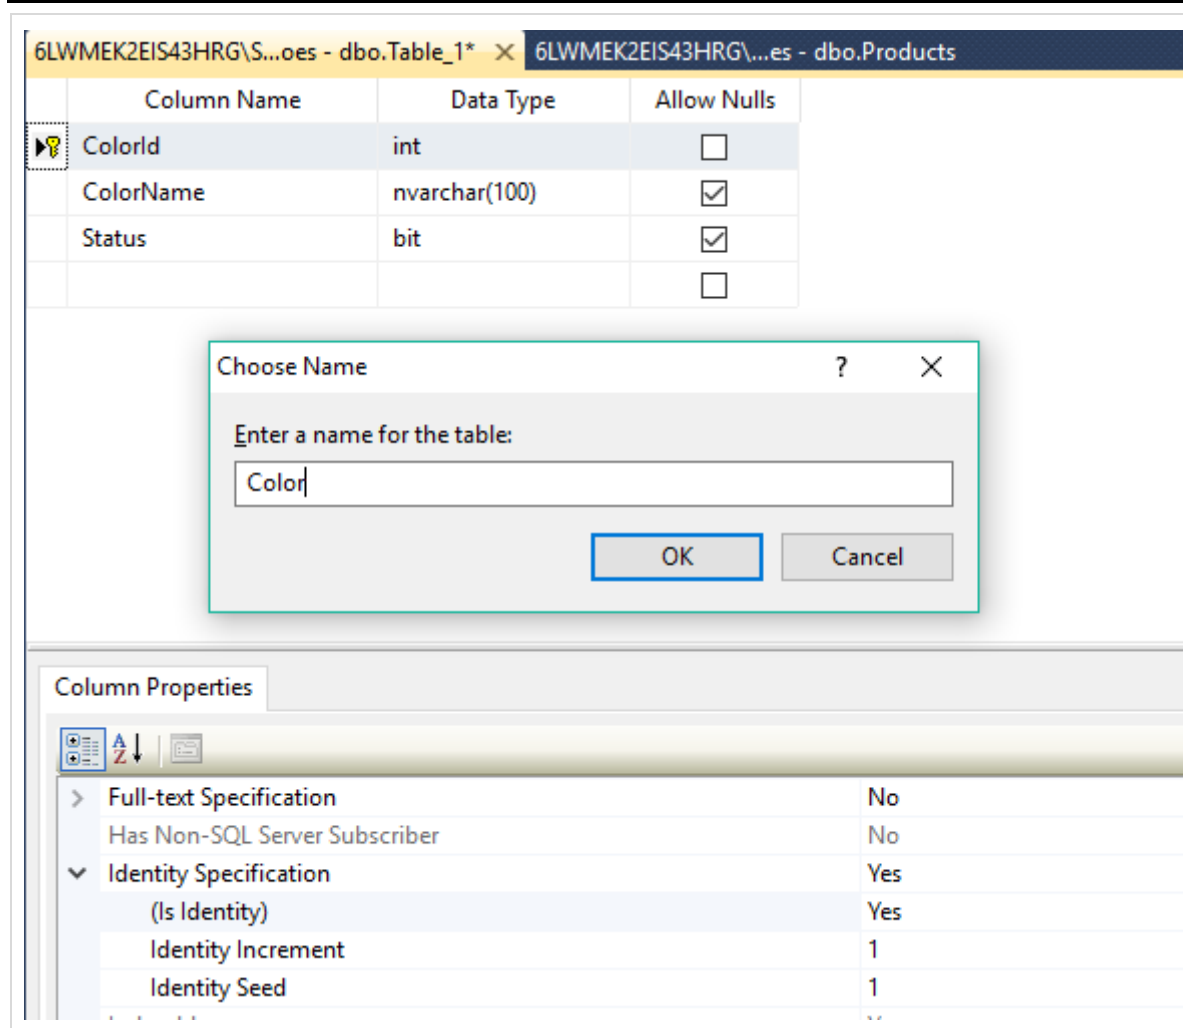 6LWMEK2EIS43HRG\S...oes - dbo.Table_1* 6LWMEK2EIS43HRG\...es - dbo.Products
Column Name Data Type Allow Nulls
ColorId int
ColorName nvarchar(100)
Status bit
Choose Name ?
Enter a name for the table:
Color
OK Cancel
Column Properties
Full-text Specification No
Has Non-SQL Server Subscriber No
Identity Specification Yes
(Is Identity) Yes
Identity Increment 1
Identity Seed 1